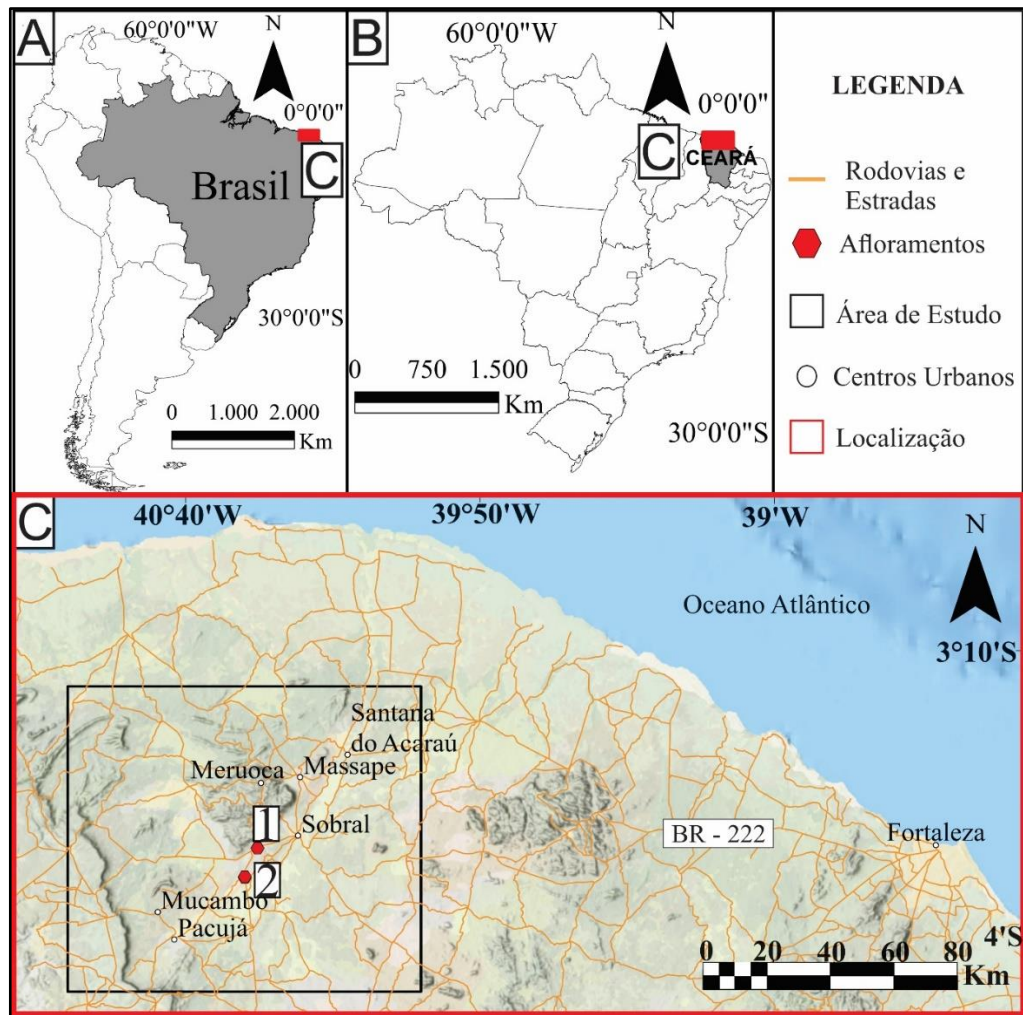 A
60°0'0"W
N
0°0'0"
C
Brasil
30°0'0"S
0 1.000 2.000
Km
B
60°0'0"W
N
0°0'0"
C
CEARÁ
0 750 1.500
Km
30°0'0"S
LEGENDA
Rodovias e
Estradas
Afloramentos
Área de Estudo
Centros Urbanos
Localização
C
40°40'W
39°50'W
39°W
N
Oceano Atlântico
3°10'S
Santana
do Acaraú
Meruoca
Massape
1
Sobral
BR - 222
Fortaleza
2
Mucambo
Pacujá
4'S
0 20 40 60 80
Km